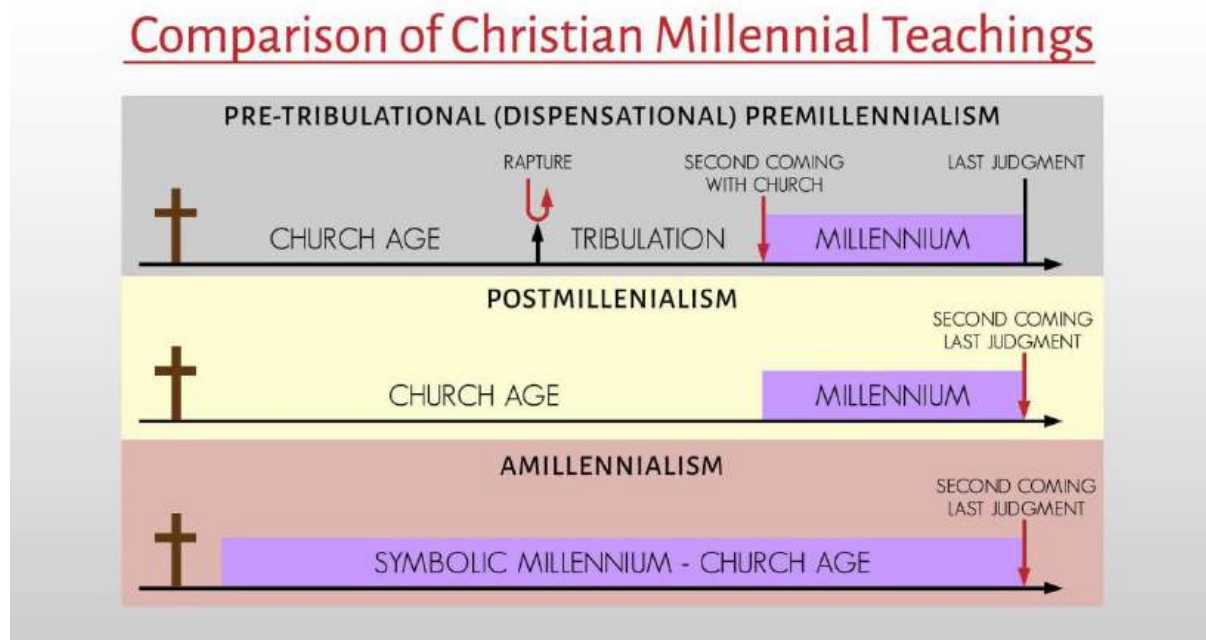 Comparison of Christian Millennial Teachings
PRE-TRIBULATIONAL (DISPENSATIONAL) PREMILLENNIALISM
RAPTURE
SECOND COMING
WITH CHURCH
LAST JUDGMENT
CHURCH AGE
TRIBULATION
MILLENNIUM
POSTMILLENIALISM
SECOND COMING
LAST JUDGMENT
CHURCH AGE
MILLENNIUM
AMILLENNIALISM
SECOND COMING
LAST JUDGMENT
SYMBOLIC MILLENNIUM - CHURCH AGE